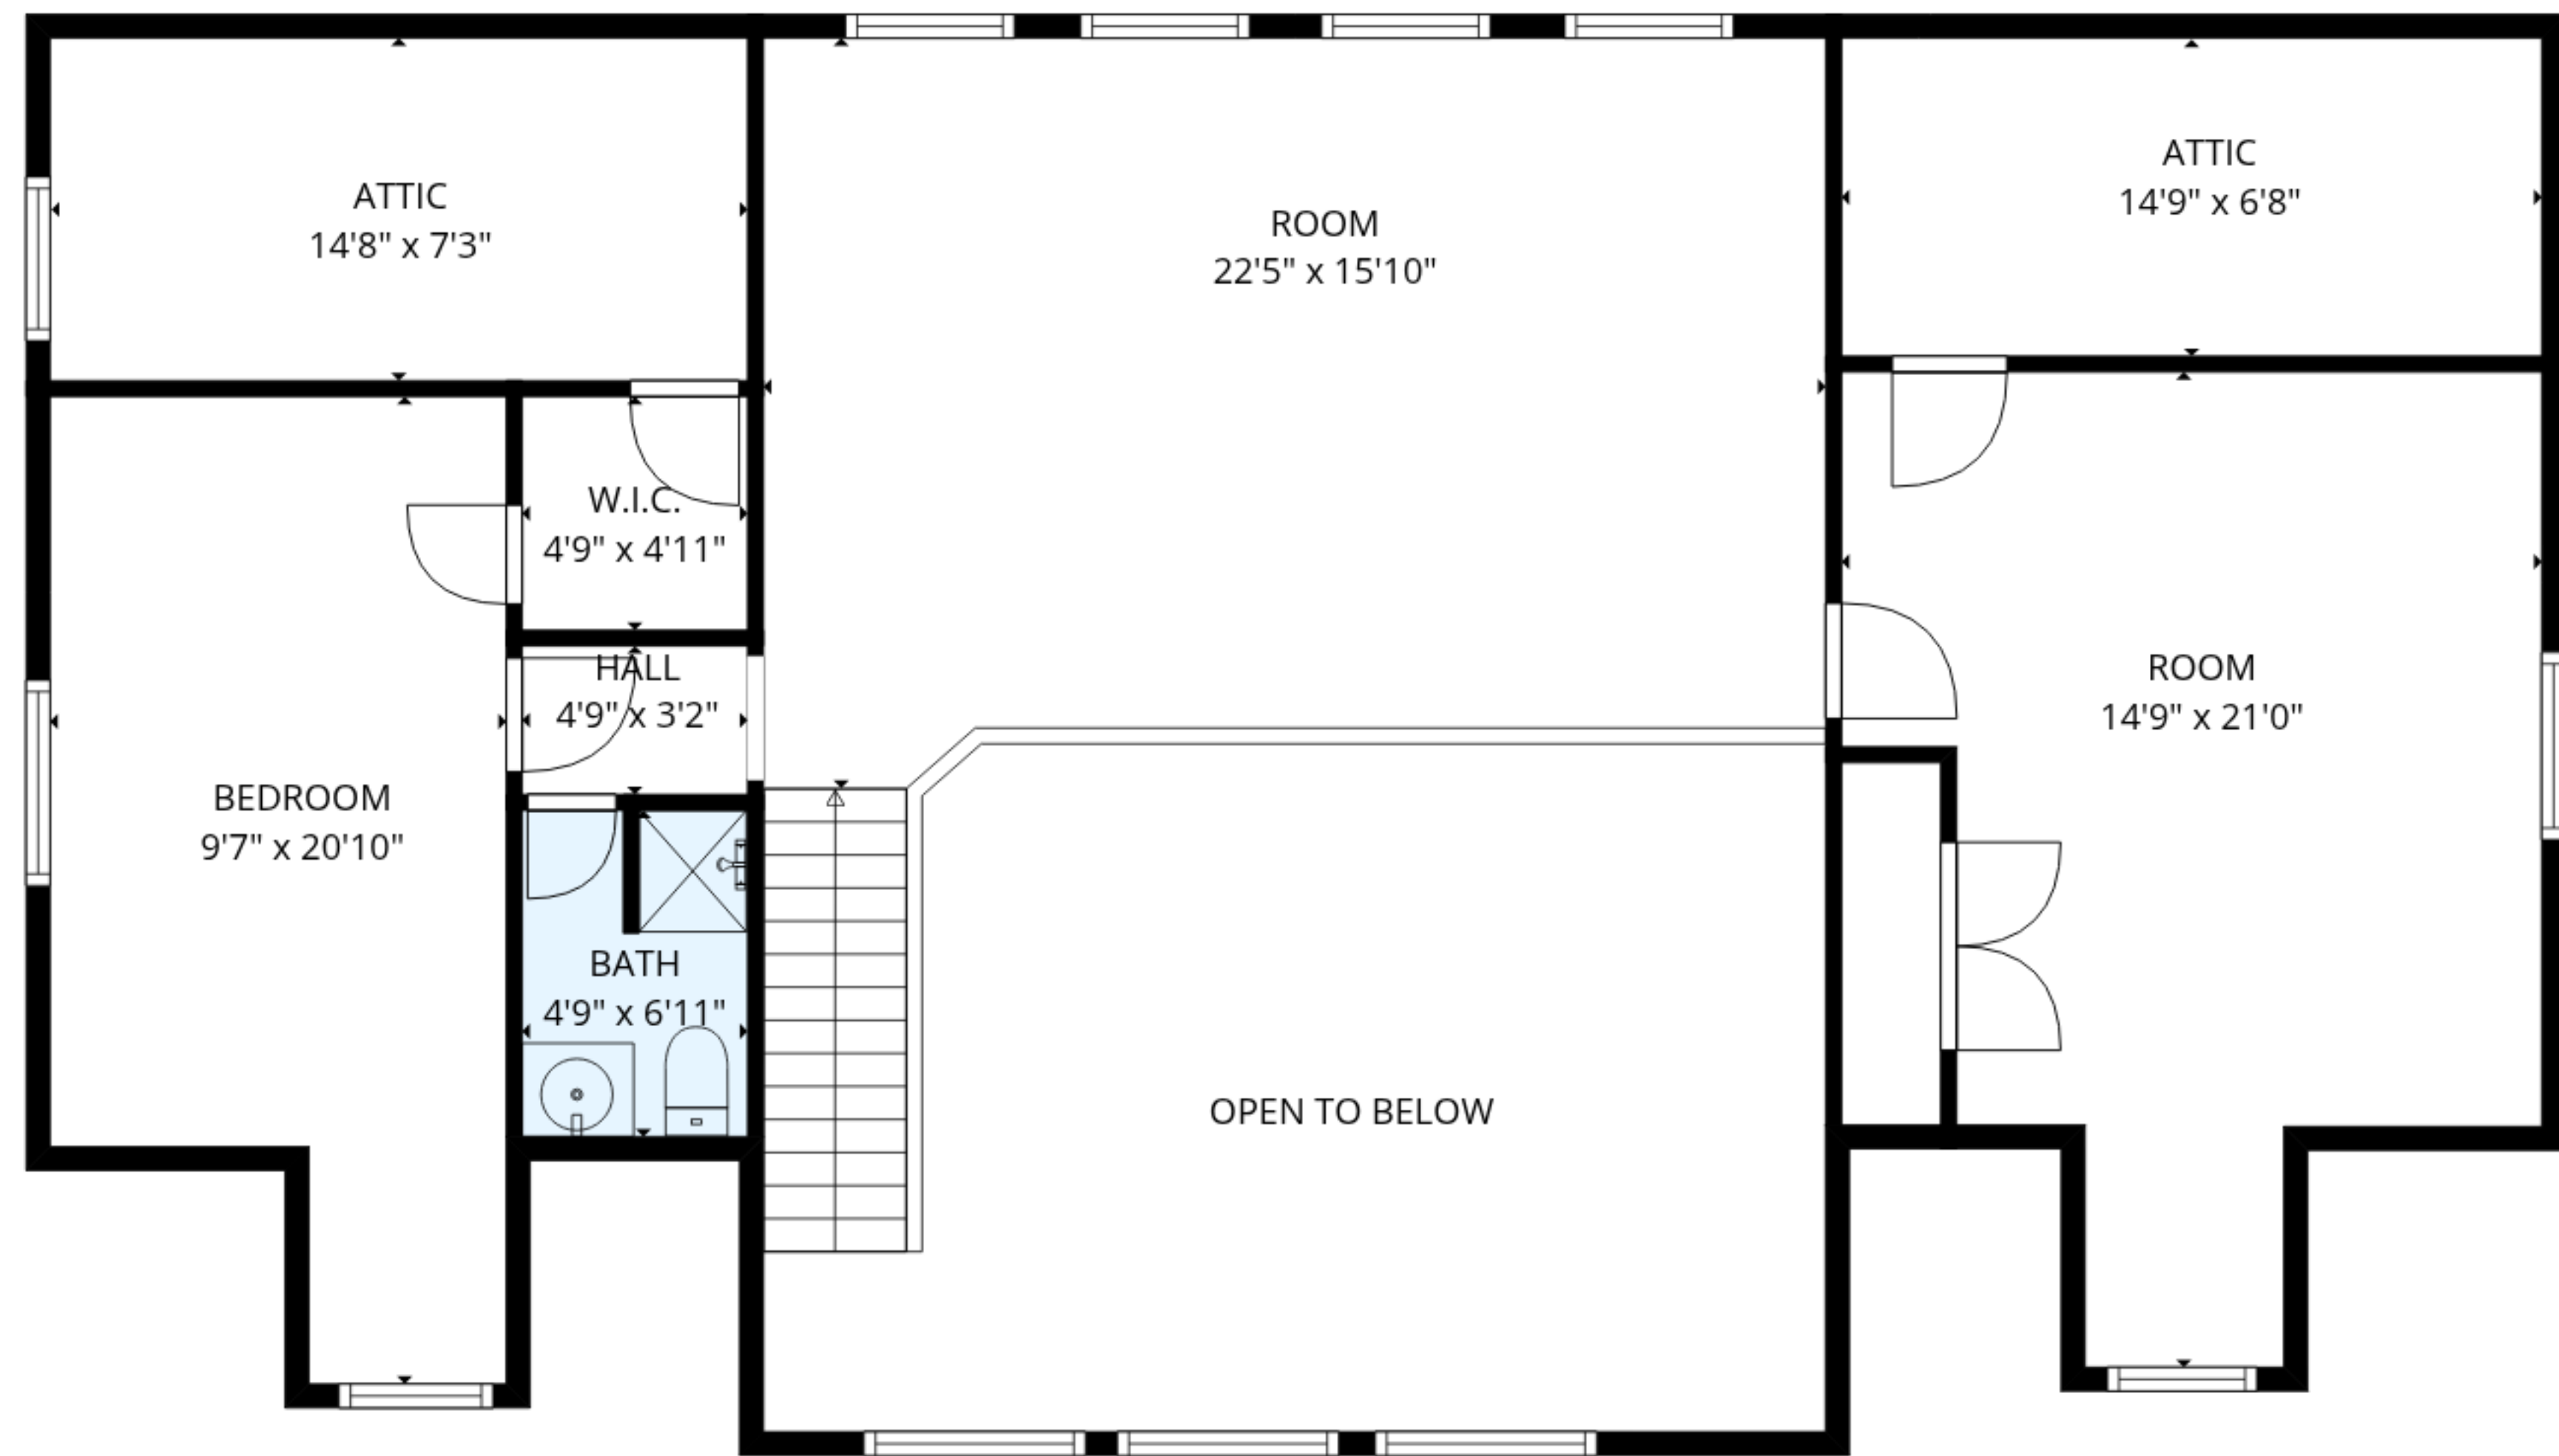 ATTIC
14'8" x 7'3"
ROOM
22'5" x 15'10"
ATTIC
14'9" x 6'8"
W.I.C.
4'9" x 4'11"
HALL
4'9" x 3'2"
ROOM
14'9" x 21'0"
BEDROOM
9'7" x 20'10"
BATH
4'9" x 6'11"
OPEN TO BELOW